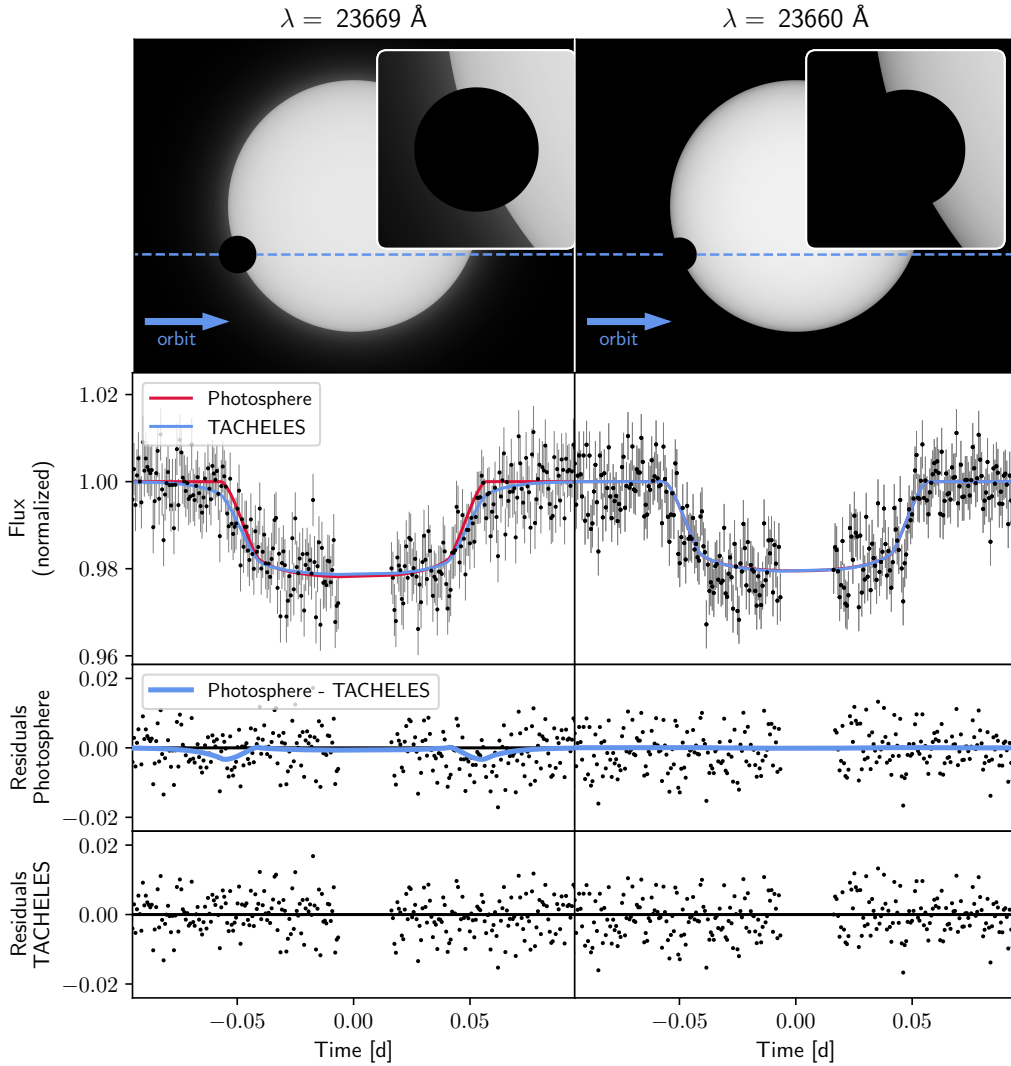 λ = 23669 Å
λ = 23660 Å
orbit
orbit
1.02
1.00
0.98
0.96
Flux
(normalized)
Photosphere
TACHELES
0.02
0.00
−0.02
Residuals
Photosphere
Photosphere - TACHELES
0.02
0.00
−0.02
Residuals
TACHELES
−0.05
0.00
0.05
−0.05
0.00
0.05
Time [d]
Time [d]